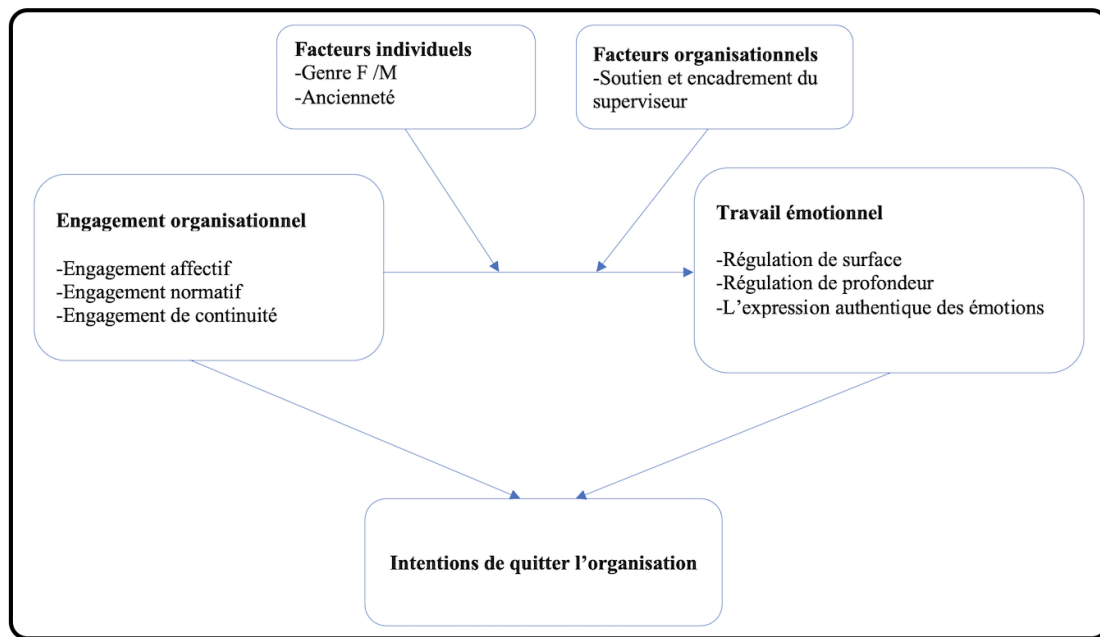 Facteurs individuels
-Genre F /M
-Ancienneté
Facteurs organisationnels
-Soutien et encadrement du
superviseur
Engagement organisationnel
-Engagement affectif
-Engagement normatif
-Engagement de continuité
Travail émotionnel
-Régulation de surface
-Régulation de profondeur
-L’expression authentique des émotions
Intentions de quitter l’organisation